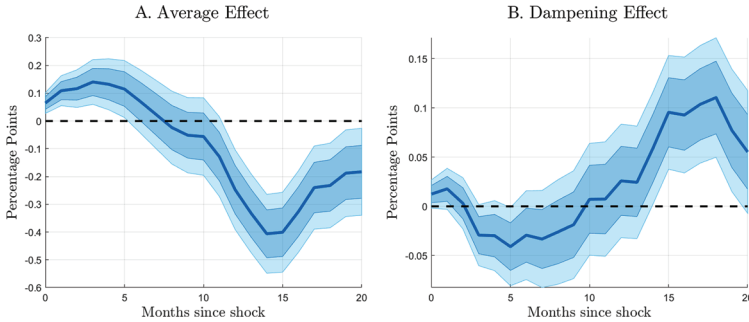 A. Average Effect
Percentage Points
0.3
0.2
0.1
0
-0.1
-0.2
-0.3
-0.4
-0.5
-0.6
0 5 10 15 20
Months since shock
B. Dampening Effect
Percentage Points
0.15
0.1
0.05
0
-0.05
0 5 10 15 20
Months since shock